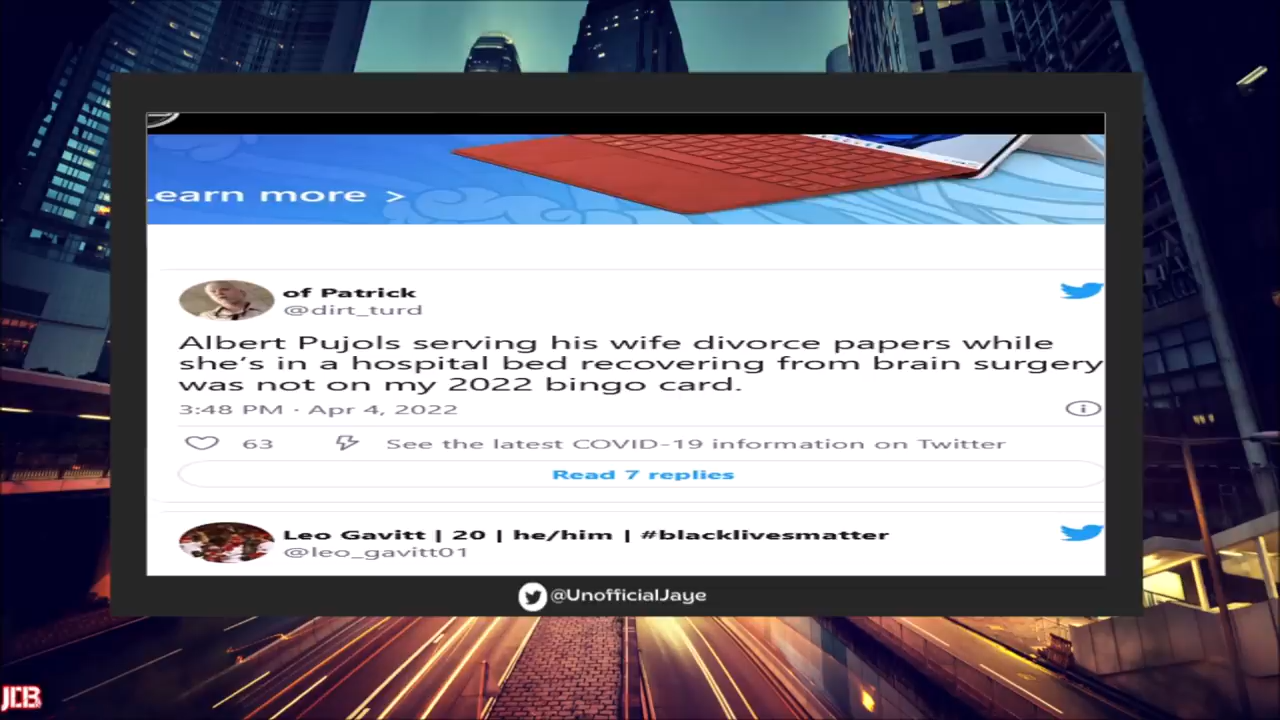 earn more >
of Patrick
@dirt_turd
Albert Pujols serving his wife divorce papers while
she's in a hospital bed recovering from brain surgery
was not on my 2022 bingo card.
3:48 PM · Apr 4, 2022
63 See the latest COVID-19 information on Twitter
Read 7 replies
Leo Gavitt | 20 | he/him | #blacklivesmatter
@leo_gavitt01
@UnofficialJaye
JCB